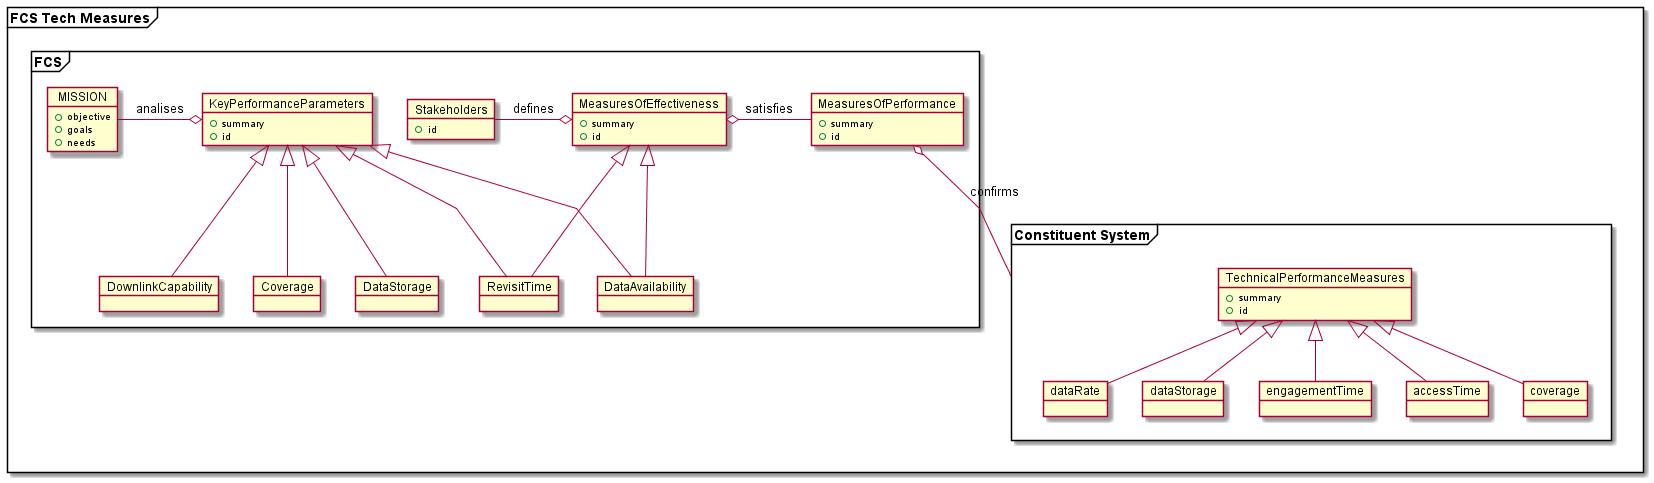 FCS Tech Measures
FCS
MISSION
objective
goals
needs
analises
KeyPerformanceParameters
summary
id
Stakeholders
id
defines
MeasuresOfEffectiveness
summary
id
satisfies
MeasuresOfPerformance
summary
id
confirms
DownlinkCapability
Coverage
DataStorage
RevisitTime
DataAvailability
Constituent System
TechnicalPerformanceMeasures
summary
id
dataRate
dataStorage
engagementTime
accessTime
coverage